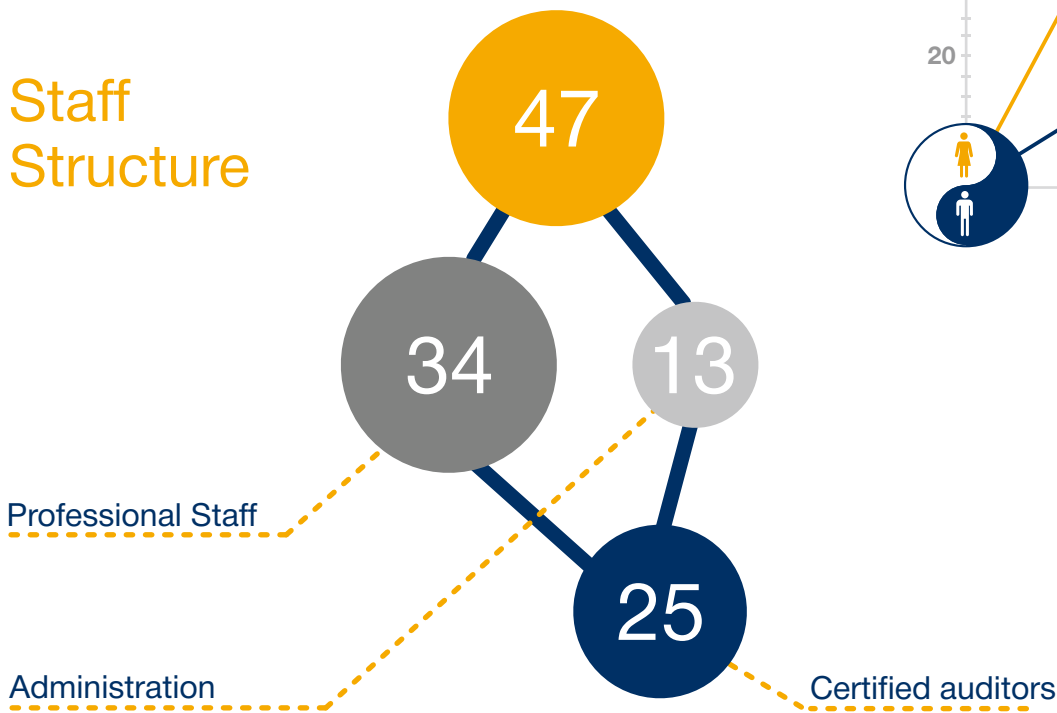 Staff
Structure
47
20
34
13
Professional Staff
25
Administration
Certified auditors